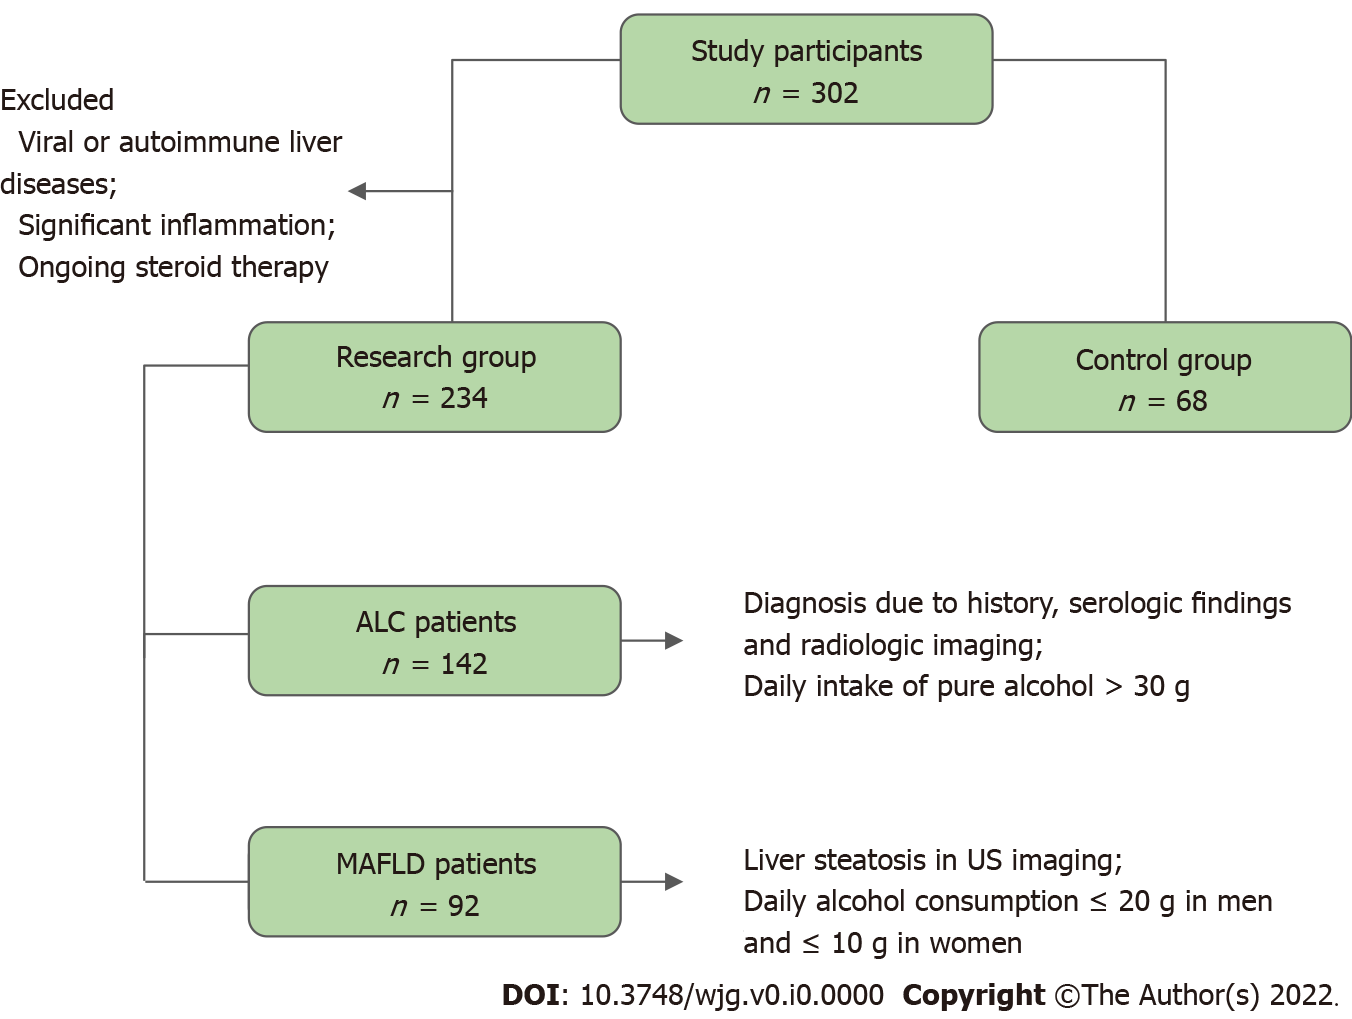 Study participants
n = 302
Excluded
Viral or autoimmune liver
diseases;
Significant inflammation;
Ongoing steroid therapy
Research group
n = 234
Control group
n = 68
ALC patients
n = 142
Diagnosis due to history, serologic findings
and radiologic imaging;
Daily intake of pure alcohol > 30 g
MAFLD patients
n = 92
Liver steatosis in US imaging;
Daily alcohol consumption ≤ 20 g in men
and ≤ 10 g in women
DOI: 10.3748/wjg.v0.i0.0000 Copyright ©The Author(s) 2022.